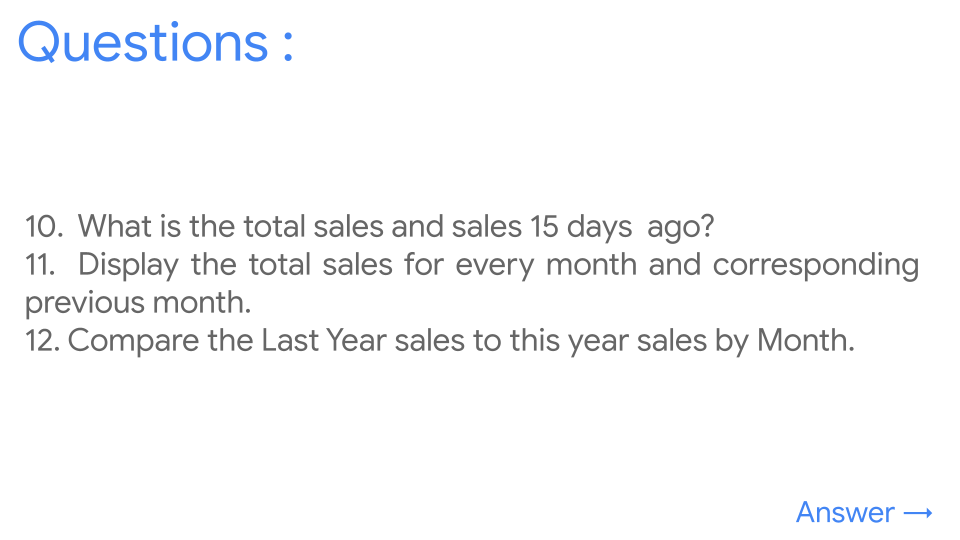 Questions :
10. What is the total sales and sales 15 days ago?
11. Display the total sales for every month and corresponding
previous month.
12. Compare the Last Year sales to this year sales by Month.
Answer →